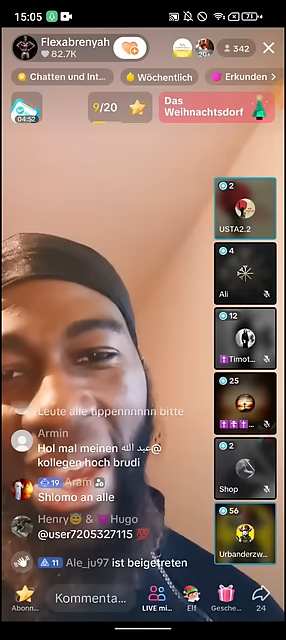 15:05
71
Flexabrenyah
82.7K
20+
342
Chatten und Int...
Wöchentlich
Erkunden
04:52
9/20
Das
Weihnachtsdorf
2
USTA2.2
4
Ali
12
Timot...
25
2
Shop
56
Urbanderzw...
Leute alle tippennnnnn bitte
Armin
Hol mal meinen @عبد الله
kollegen hoch brudi
19 Aram
Shlomo an alle
Henry & Hugo
@user7205327115 💯
11 Ale_ju97 ist beigetreten
Abonn...
Kommenta...
LIVE mi...
Elf
Gesche...
24